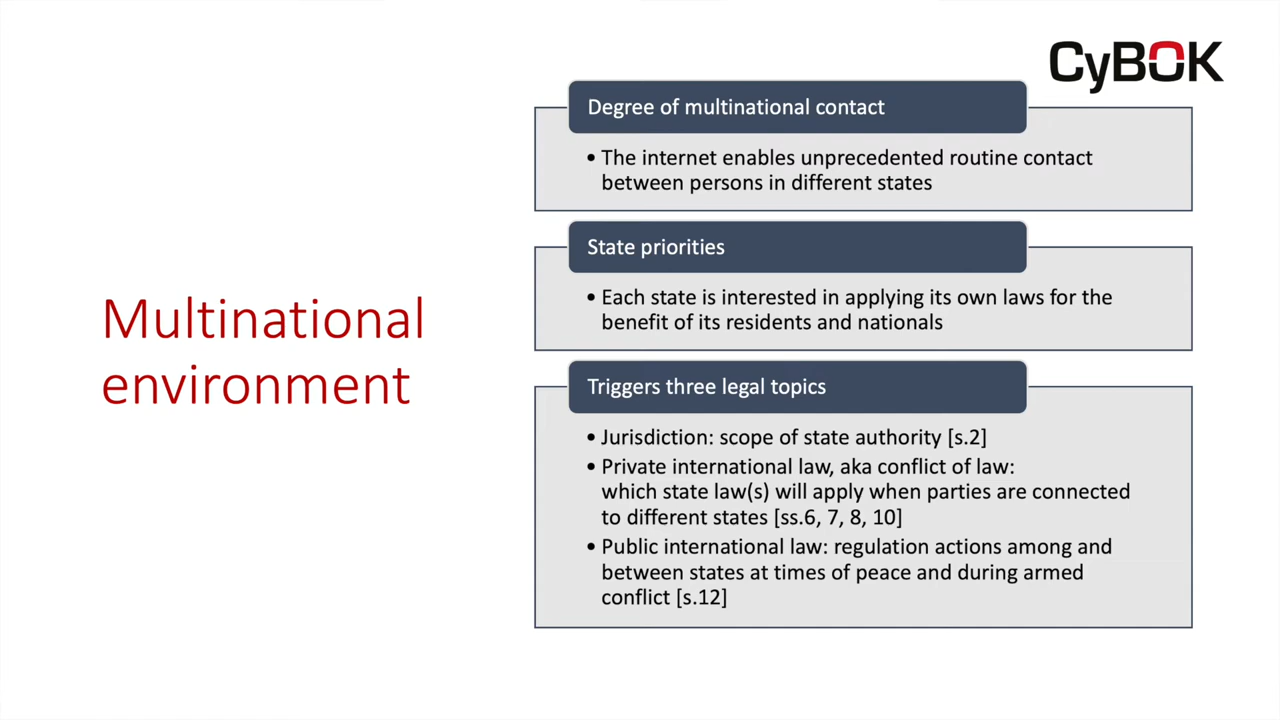 CyBOK
Multinational
environment
Degree of multinational contact
• The internet enables unprecedented routine contact
between persons in different states
State priorities
• Each state is interested in applying its own laws for the
benefit of its residents and nationals
Triggers three legal topics
• Jurisdiction: scope of state authority [s.2]
• Private international law, aka conflict of law:
which state law(s) will apply when parties are connected
to different states [ss.6, 7, 8, 10]
• Public international law: regulation actions among and
between states at times of peace and during armed
conflict [s.12]